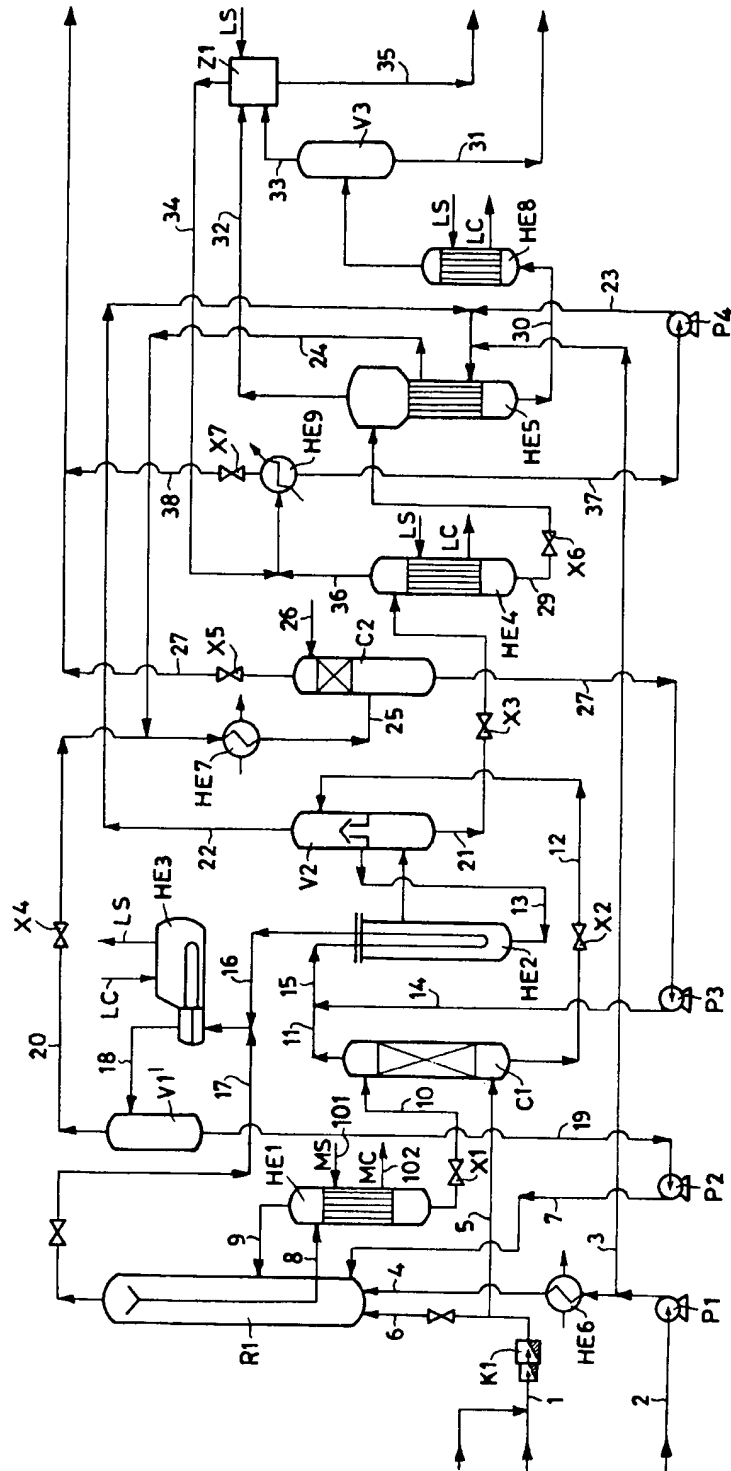 LS
Z1
35
34
32
33
V3
31
LS
LC
HE8
30
23
P4
24
HE5
X7
HE9
38
37
X6
LS
LC
HE4
36
29
26
C2
27
X5
25
27
HE7
X3
22
V2
21
12
13
X4
HE3
LS
LC
16
HE2
X2
15
14
P3
20
18
V1'
17
11
C1
10
19
HE1
MS
101
MC
102
X1
9
8
5
7
P2
R1
6
4
3
HE6
K1
1
2
P1